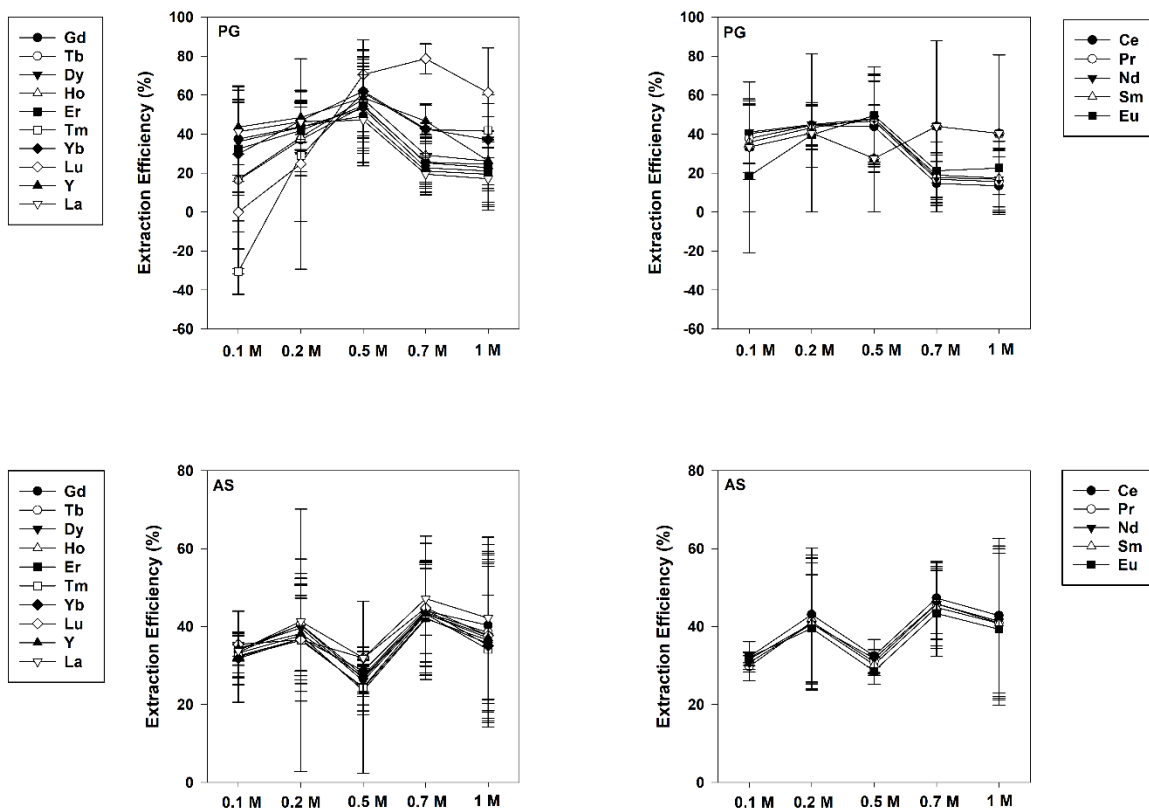 Gd
Tb
Dy
Ho
Er
Tm
Yb
Lu
Y
La
PG
Extraction Efficiency (%)
100
80
60
40
20
0
-20
-40
-60
0.1 M 0.2 M 0.5 M 0.7 M 1 M
PG
Extraction Efficiency (%)
100
80
60
40
20
0
-20
-40
-60
0.1 M 0.2 M 0.5 M 0.7 M 1 M
Ce
Pr
Nd
Sm
Eu
Gd
Tb
Dy
Ho
Er
Tm
Yb
Lu
Y
La
AS
Extraction Efficiency (%)
80
60
40
20
0
0.1 M 0.2 M 0.5 M 0.7 M 1 M
AS
Extraction Efficiency (%)
80
60
40
20
0
0.1 M 0.2 M 0.5 M 0.7 M 1 M
Ce
Pr
Nd
Sm
Eu